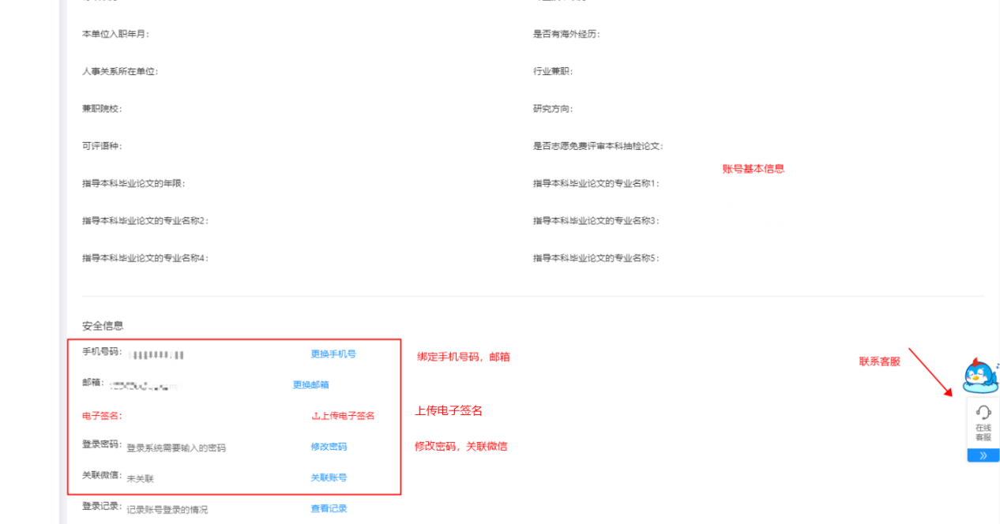 本单位入职年月：
是否有海外经历：
人事关系所在单位：
行业兼职：
兼职院校：
研究方向：
可评语种：
是否志愿免费评审本科抽检论文：
账号基本信息
指导本科毕业论文的年限：
指导本科毕业论文的专业名称1：
指导本科毕业论文的专业名称2：
指导本科毕业论文的专业名称3：
指导本科毕业论文的专业名称4：
指导本科毕业论文的专业名称5：
安全信息
手机号码：
更换手机号
绑定手机号码，邮箱
联系客服
邮箱：
更换邮箱
电子签名：
上传电子签名
上传电子签名
登录密码：登录系统需要输入的密码
修改密码
修改密码，关联微信
在线
客服
关联微信：未关联
关联账号
登录记录：记录账号登录的情况
查看记录